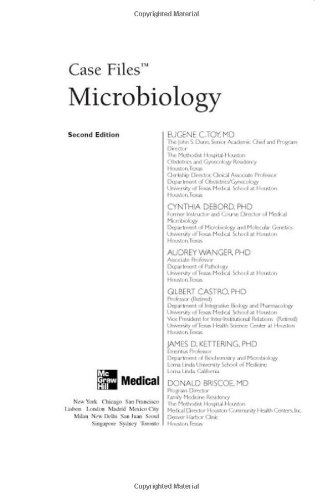 Copyrighted Material
Case Files™
Microbiology
Second Edition
EUGENE C. TOY, MD
The John S. Dunn, Senior Academic Chief and Program
Director
The Methodist Hospital-Houston
Obstetrics and Gynecology Residency
Houston, Texas
Clerkship Director, Clinical Associate Professor
Department of Obstetrics/Gynecology
University of Texas Medical School at Houston
Houston, Texas
CYNTHIA DEBORD, PHD
Former Instructor and Course Director of Medical
Microbiology
Department of Microbiology and Molecular Genetics
University of Texas Medical School at Houston
Houston, Texas
AUDREY WANGER, PHD
Associate Professor
Department of Pathology
University of Texas Medical School at Houston
Houston, Texas
GILBERT CASTRO, PHD
Professor (Retired)
Department of Integrative Biology and Pharmacology
University of Texas Medical School at Houston
Vice President for Inter-Institutional Relations (Retired)
University of Texas Health Science Center at Houston
Houston, Texas
JAMES D. KETTERING, PHD
Emeritus Professor
Department of Biochemistry and Microbiology
Loma Linda University School of Medicine
Loma Linda, California
DONALD BRISCOE, MD
Program Director
Family Medicine Residency
The Methodist Hospital-Houston
Medical Director Houston Community Health Centers, Inc.
Denver Harbor Clinic
Houston, Texas
Mc
Graw
Hill
Medical
New York Chicago San Francisco
Lisbon London Madrid Mexico City
Milan New Delhi San Juan Seoul
Singapore Sydney Toronto
Copyrighted Material